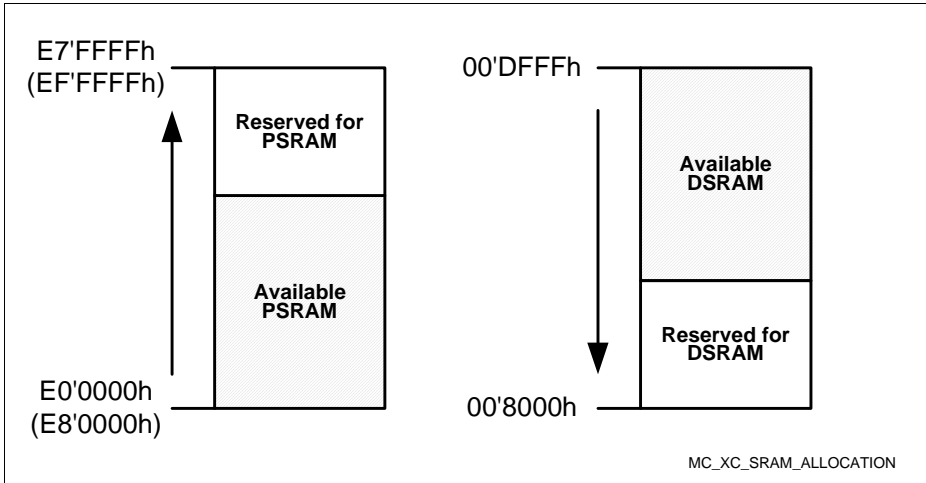 E7'FFFFh
(EF'FFFFh)
Reserved for
PSRAM
Available
PSRAM
E0'0000h
(E8'0000h)
00'DFFFh
Available
DSRAM
Reserved for
DSRAM
00'8000h
MC_XC_SRAM_ALLOCATION